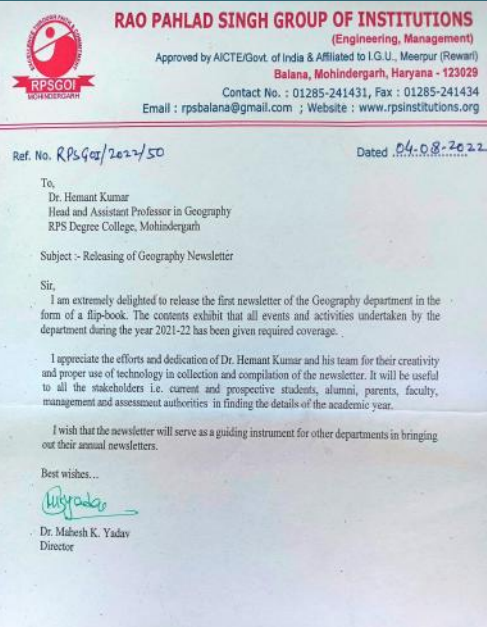 RAO PAHLAD SINGH GROUP OF INSTITUTIONS
(Engineering, Management)
Approved by AICTE/Govt. of India & Affiliated to I.G.U., Meerpur (Rewari)
Balana, Mohindergarh, Haryana - 123029
Contact No. : 01285-241431, Fax : 01285-241434
Email : rpsbalana@gmail.com ; Website : www.rpsinstitutions.org
RPSGOI
MOHINDERGARH
Ref. No. RPSGOI/2022/50
Dated 04-08-2022
To,
Dr. Hemant Kumar
Head and Assistant Professor in Geography
RPS Degree College, Mohindergarh
Subject :- Releasing of Geography Newsletter
Sir,
I am extremely delighted to release the first newsletter of the Geography department in the
form of a flip-book. The contents exhibit that all events and activities undertaken by the
department during the year 2021-22 has been given required coverage.
I appreciate the efforts and dedication of Dr. Hemant Kumar and his team for their creativity
and proper use of technology in collection and compilation of the newsletter. It will be useful
to all the stakeholders i.e. current and prospective students, alumni, parents, faculty,
management and assessment authorities in finding the details of the academic year.
I wish that the newsletter will serve as a guiding instrument for other departments in bringing
out their annual newsletters.
Best wishes...
Dr. Mahesh K. Yadav
Director